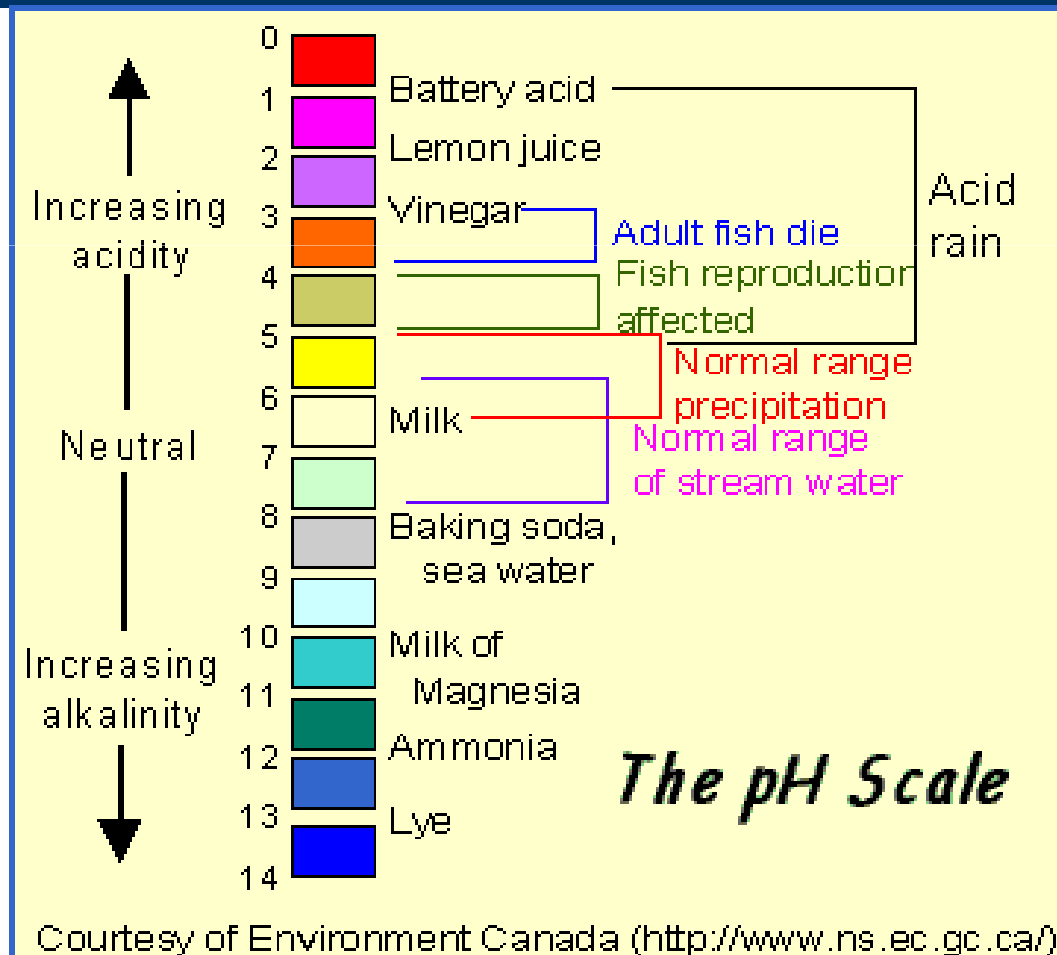 0
1
2
3
4
5
6
7
8
9
10
11
12
13
14
Increasing
acidity
Neutral
Increasing
alkalinity
Battery acid
Lemon juice
Vinegar
Milk
Baking soda,
sea water
Milk of
Magnesia
Ammonia
Lye
Adult fish die
Fish reproduction
affected
Normal range
precipitation
Normal range
of stream water
Acid
rain
The pH Scale
Courtesy of Environment Canada (http://www.ns.ec.gc.ca/)